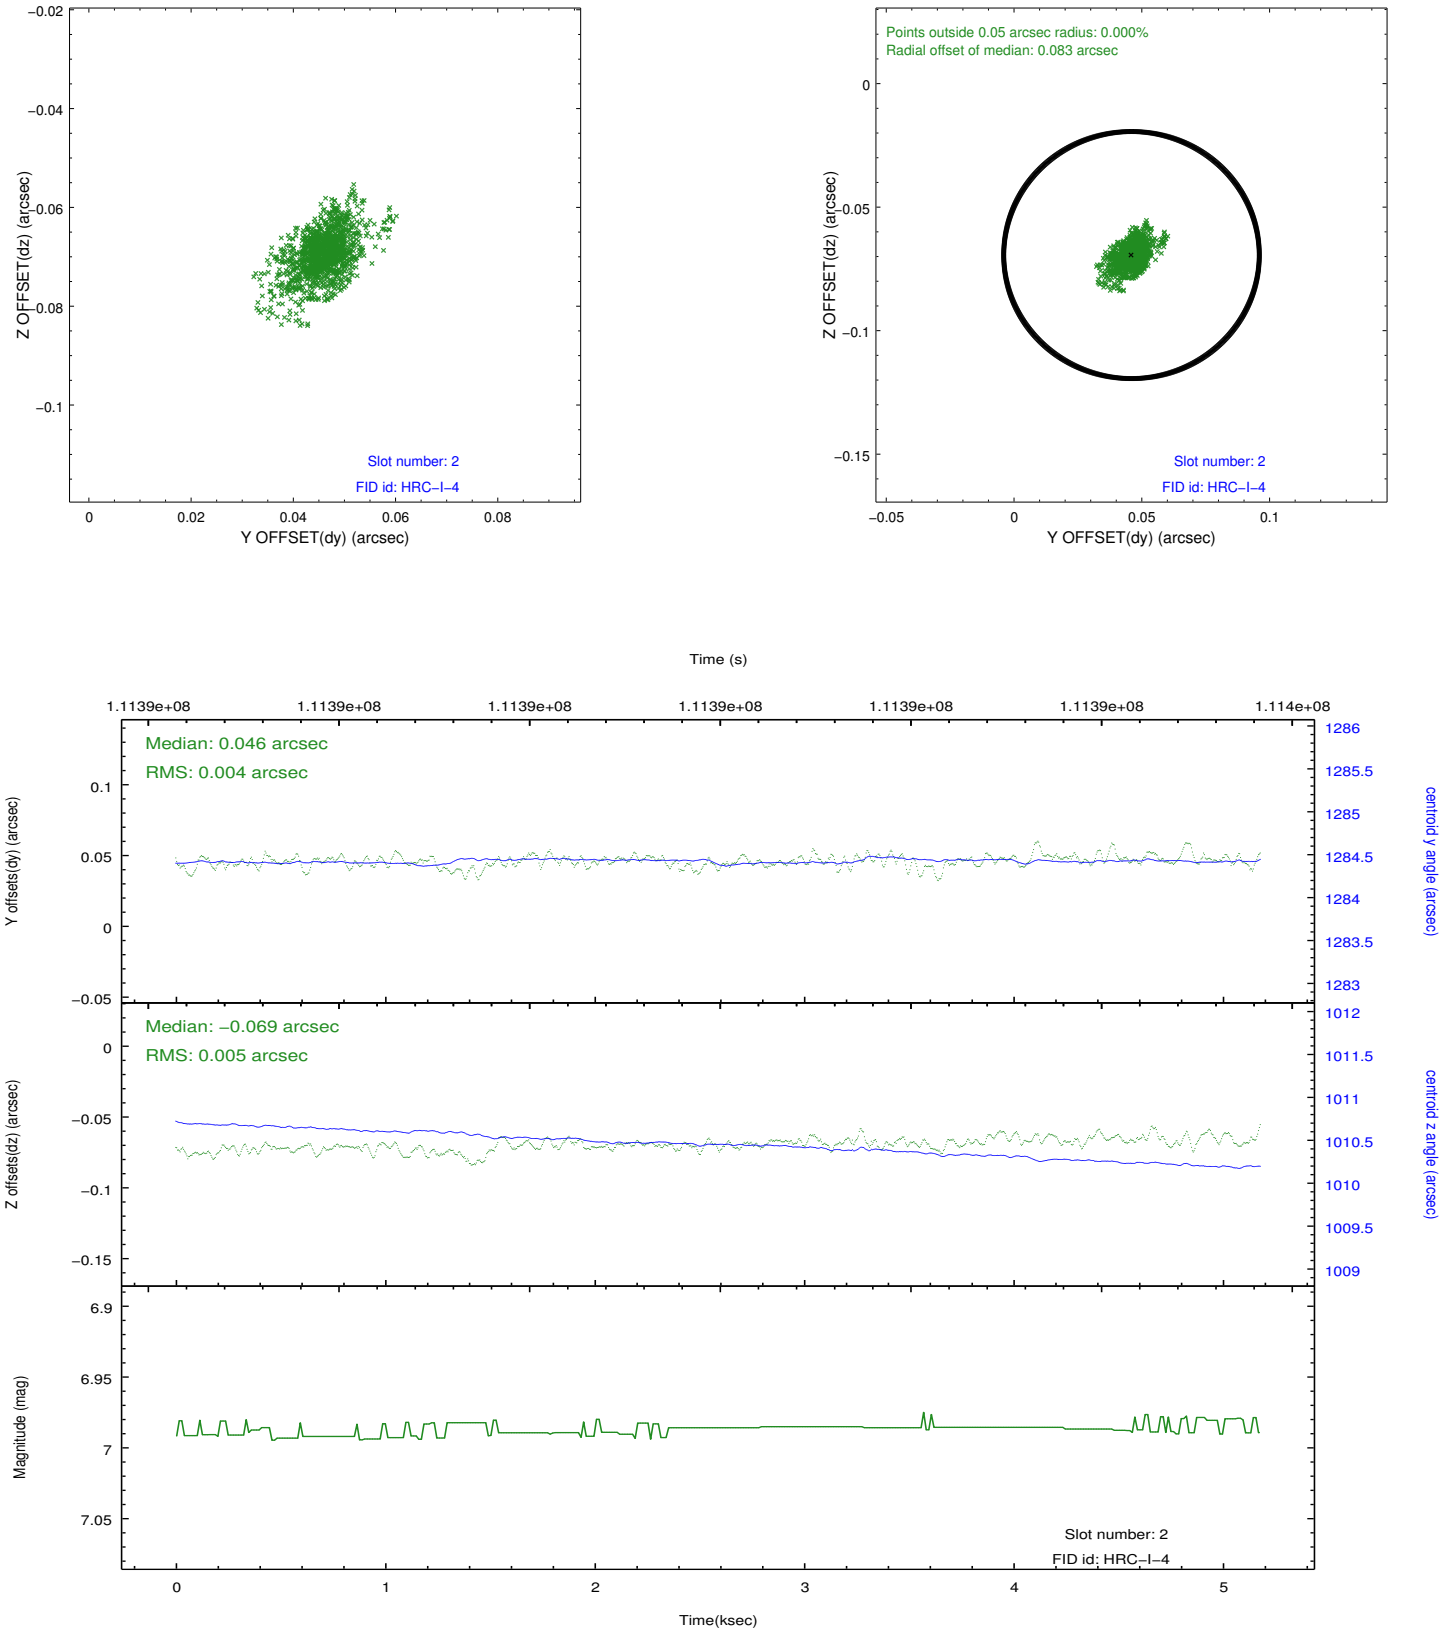 −0.02
−0.04
−0.06
−0.08
−0.1
Z OFFSET(dz) (arcsec)
Slot number: 2
FID id: HRC−I−4
0 0.02 0.04 0.06 0.08
Y OFFSET(dy) (arcsec)
Points outside 0.05 arcsec radius: 0.000%
Radial offset of median: 0.083 arcsec
0
−0.05
−0.1
−0.15
Z OFFSET(dz) (arcsec)
Slot number: 2
FID id: HRC−I−4
−0.05 0 0.05 0.1
Y OFFSET(dy) (arcsec)
Time (s)
1.1139e+08 1.1139e+08 1.1139e+08 1.1139e+08 1.1139e+08 1.1139e+08 1.114e+08
Median: 0.046 arcsec
RMS: 0.004 arcsec
0.1
0.05
0
−0.05
Y offsets(dy) (arcsec)
1286
1285.5
1285
1284.5
1284
1283.5
1283
centroid y angle (arcsec)
Median: −0.069 arcsec
RMS: 0.005 arcsec
0
−0.05
−0.1
−0.15
Z offsets(dz) (arcsec)
1012
1011.5
1011
1010.5
1010
1009.5
1009
centroid z angle (arcsec)
6.9
6.95
7
7.05
Magnitude (mag)
Slot number: 2
FID id: HRC−I−4
0 1 2 3 4 5
Time(ksec)